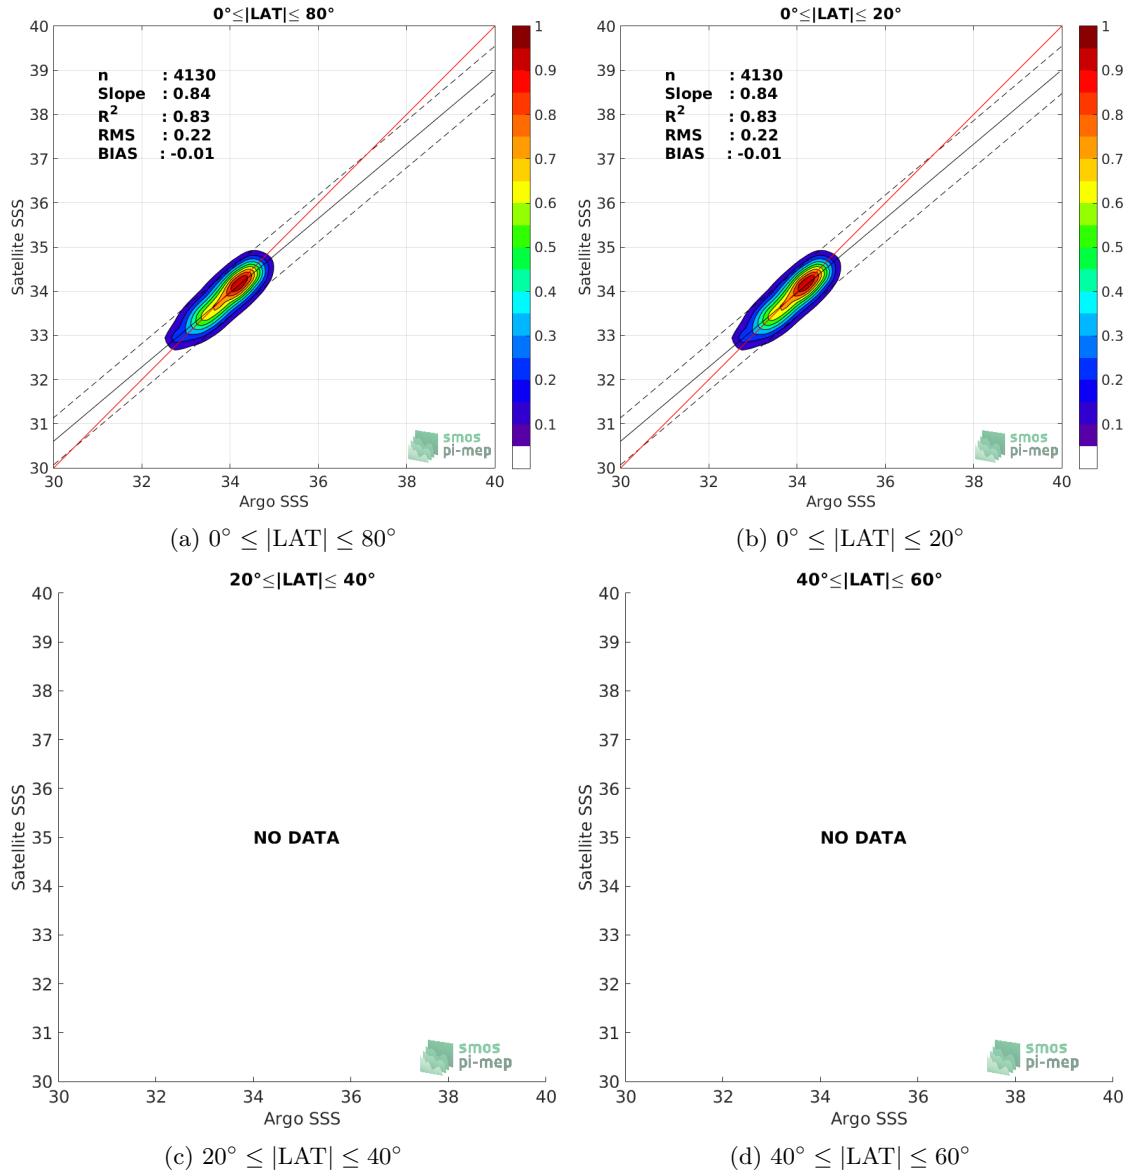 0°≤|LAT|≤ 80°
40
39
38
37
36
35
34
33
32
31
30
Satellite SSS
n : 4130
Slope : 0.84
R² : 0.83
RMS : 0.22
BIAS : -0.01
smos
pi-mep
30 32 34 36 38 40
Argo SSS
1
0.9
0.8
0.7
0.6
0.5
0.4
0.3
0.2
0.1
(a) 0° ≤ |LAT| ≤ 80°
0°≤|LAT|≤ 20°
40
39
38
37
36
35
34
33
32
31
30
Satellite SSS
n : 4130
Slope : 0.84
R² : 0.83
RMS : 0.22
BIAS : -0.01
smos
pi-mep
30 32 34 36 38 40
Argo SSS
1
0.9
0.8
0.7
0.6
0.5
0.4
0.3
0.2
0.1
(b) 0° ≤ |LAT| ≤ 20°
20°≤|LAT|≤ 40°
40
39
38
37
36
35
34
33
32
31
30
Satellite SSS
NO DATA
smos
pi-mep
30 32 34 36 38 40
Argo SSS
(c) 20° ≤ |LAT| ≤ 40°
40°≤|LAT|≤ 60°
40
39
38
37
36
35
34
33
32
31
30
Satellite SSS
NO DATA
smos
pi-mep
30 32 34 36 38 40
Argo SSS
(d) 40° ≤ |LAT| ≤ 60°